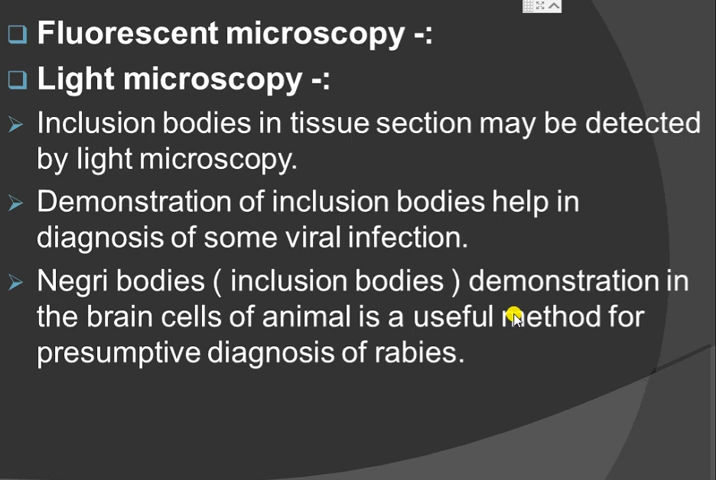 Fluorescent microscopy -:
Light microscopy -:
Inclusion bodies in tissue section may be detected
by light microscopy.
Demonstration of inclusion bodies help in
diagnosis of some viral infection.
Negri bodies ( inclusion bodies ) demonstration in
the brain cells of animal is a useful method for
presumptive diagnosis of rabies.